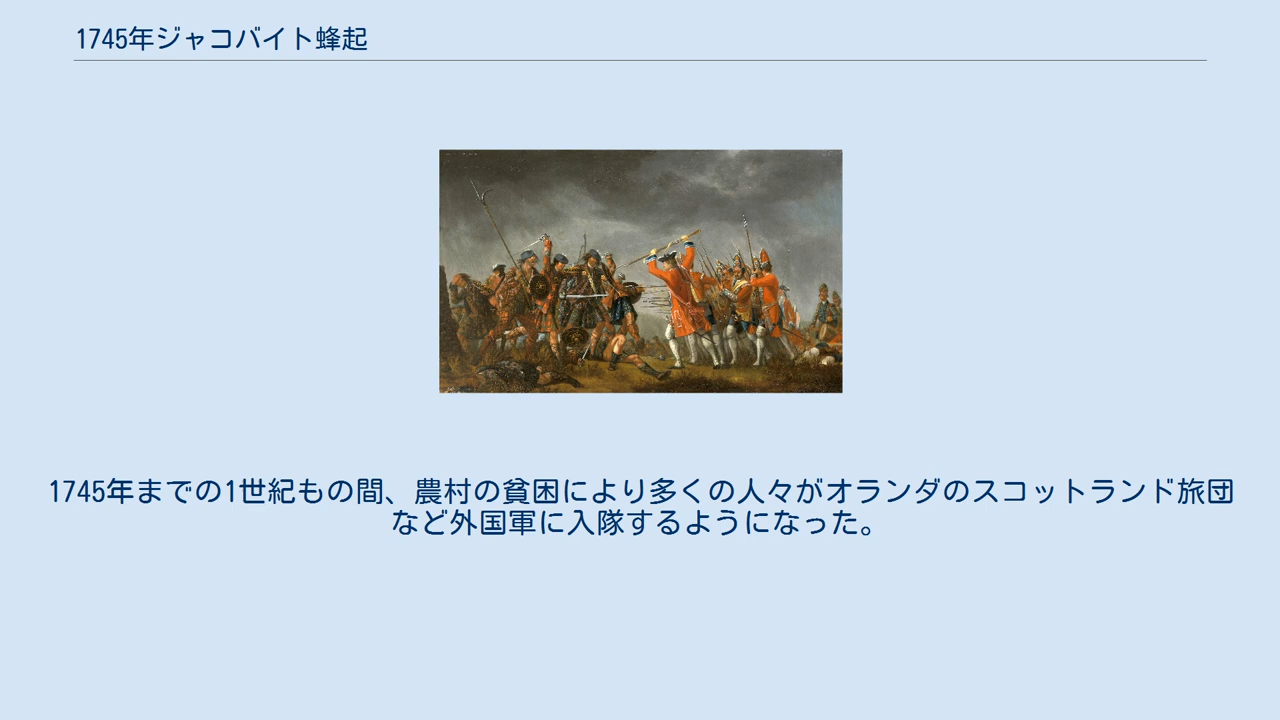 1745年ジャコバイト蜂起
1745年までの1世紀もの間、農村の貧困により多くの人々がオランダのスコットランド旅団
など外国軍に入隊するようになった。